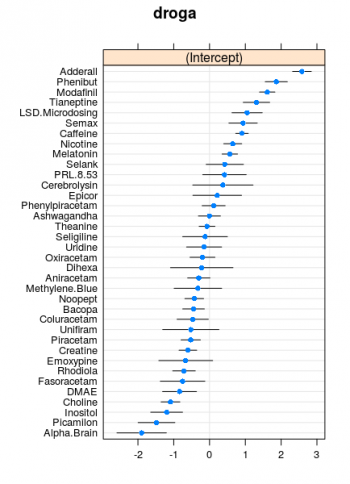 droga
(Intercept)
Adderall
Phenibut
Modafinil
Tianeptine
LSD.Microdosing
Semax
Caffeine
Nicotine
Melatonin
Selank
PRL.8.53
Cerebrolysin
Epicor
Phenylpiracetam
Ashwagandha
Theanine
Seligiline
Uridine
Oxiracetam
Dihexa
Aniracetam
Methylene.Blue
Noopept
Bacopa
Coluracetam
Unifiram
Piracetam
Creatine
Emoxypine
Rhodiola
Fasoracetam
DMAE
Choline
Inositol
Picamilon
Alpha.Brain
-2 -1 0 1 2 3